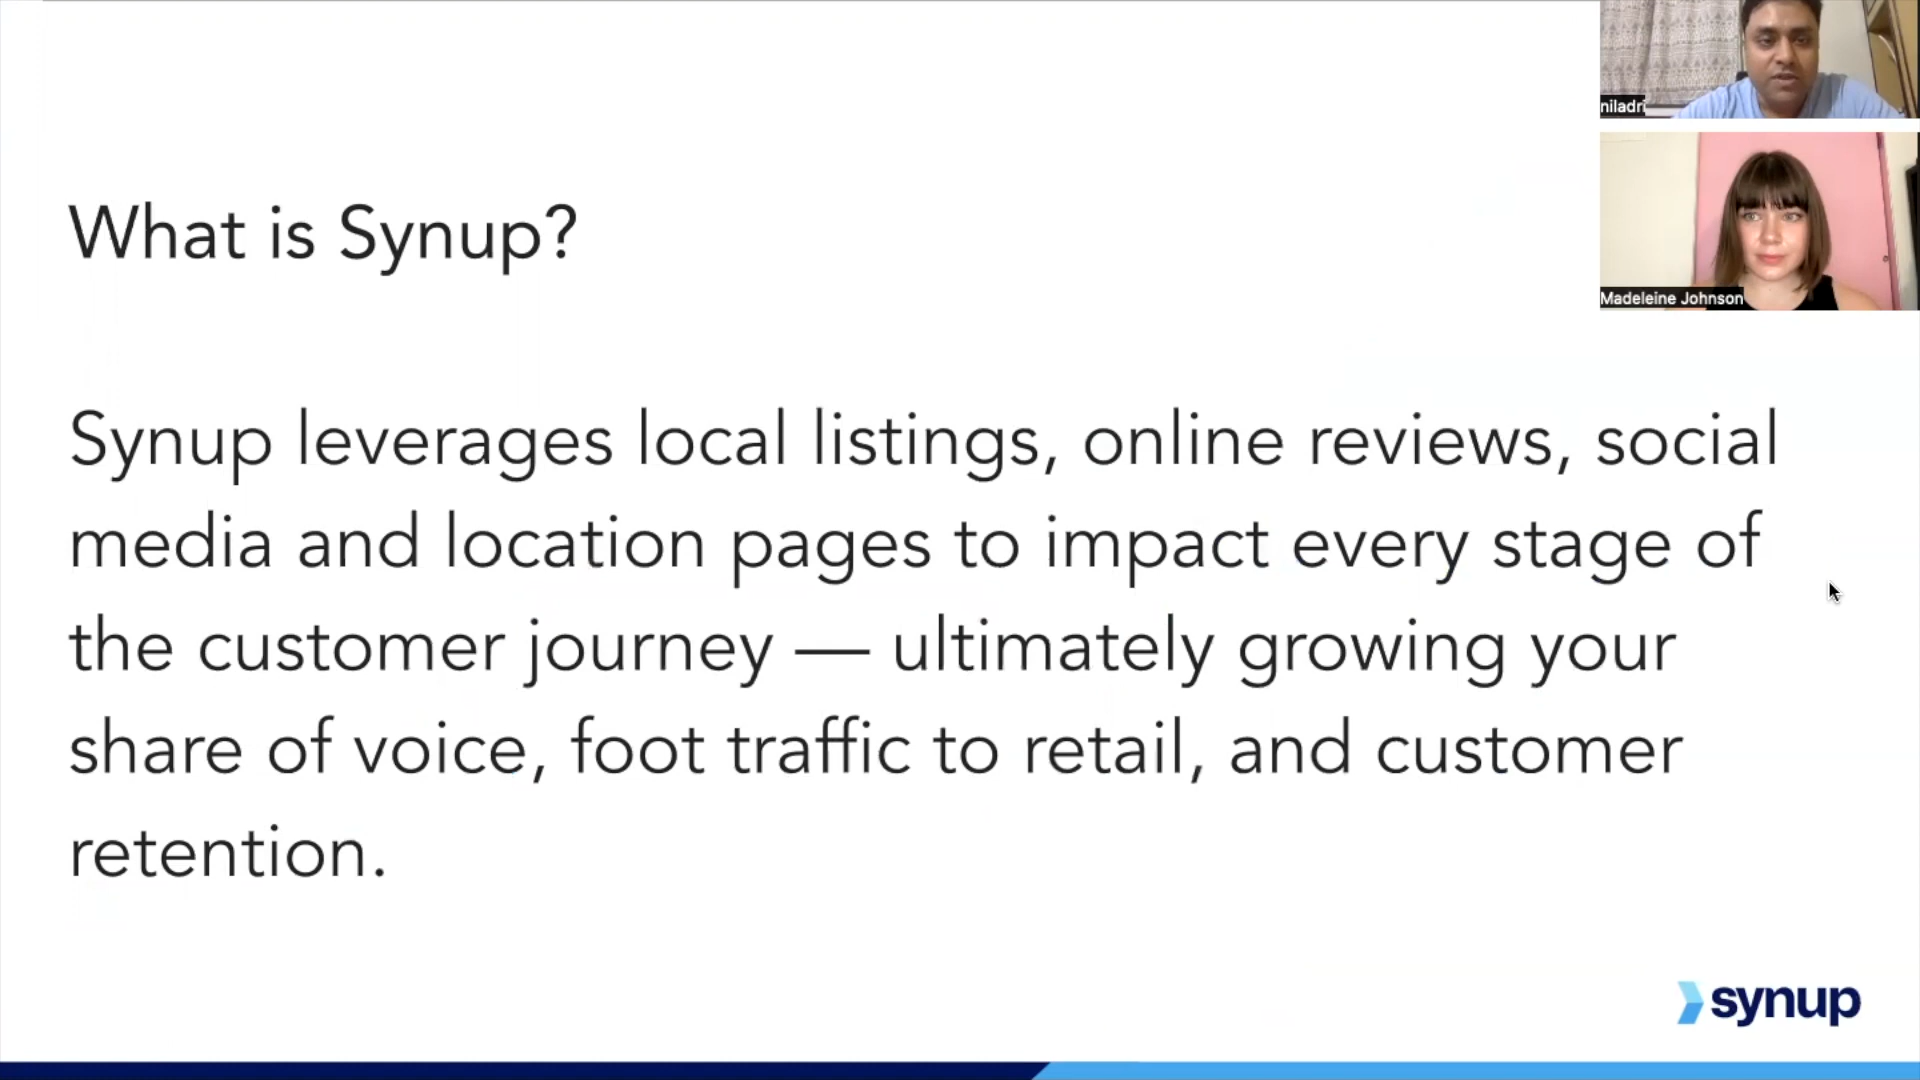 niladri
Madeleine Johnson
What is Synup?
Synup leverages local listings, online reviews, social
media and location pages to impact every stage of
the customer journey — ultimately growing your
share of voice, foot traffic to retail, and customer
retention.
synup